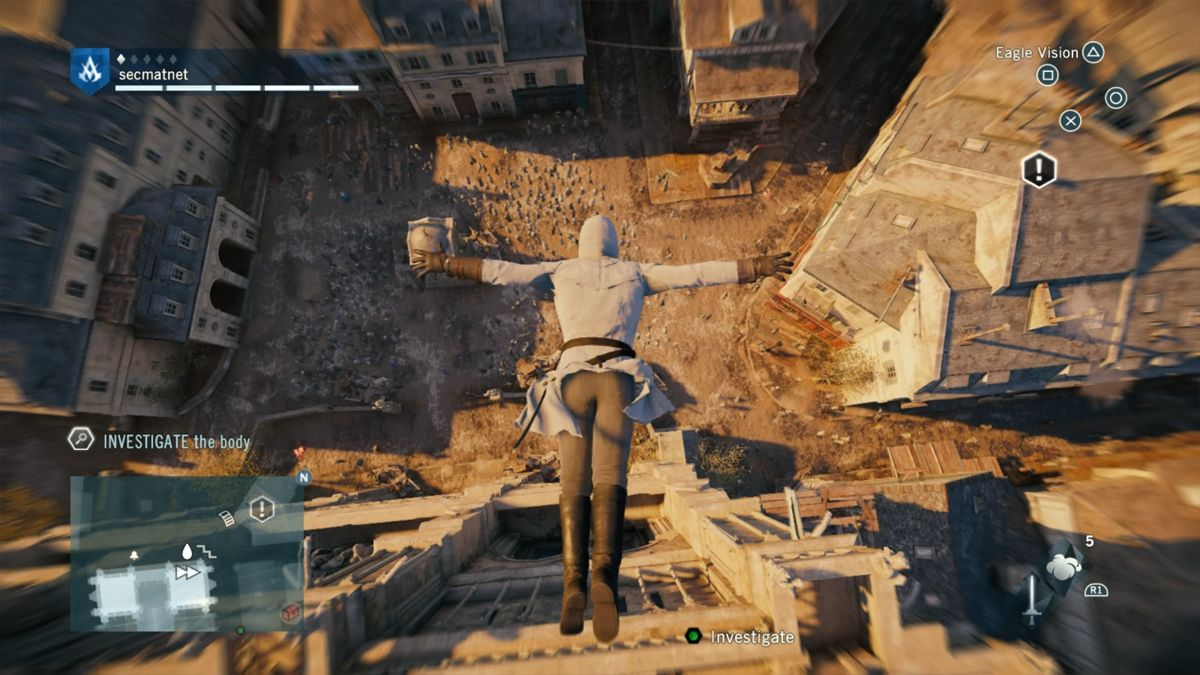 secmatnet
Eagle Vision
INVESTIGATE the body
N
5
R1
Investigate